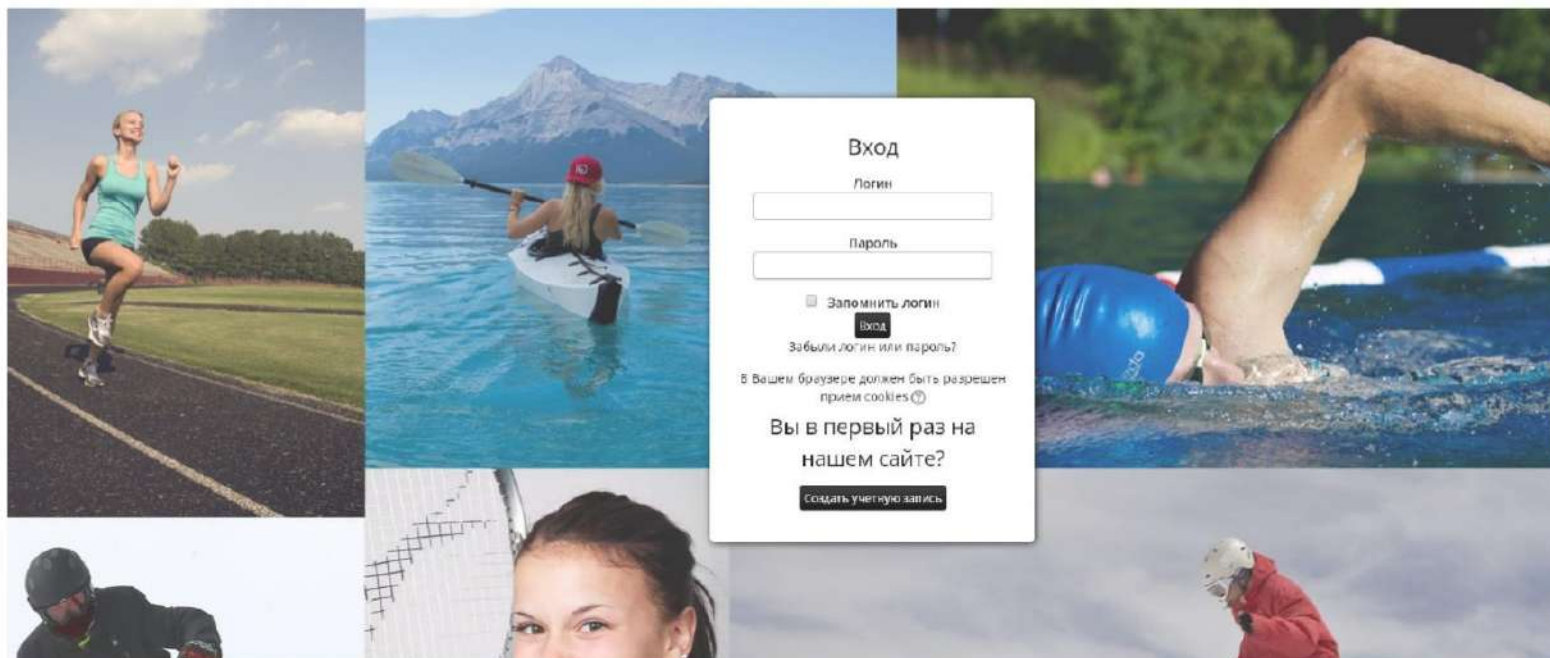 Вход
Логин
Пароль
Запомнить логин
Вход
Забыли логин или пароль?
В Вашем браузере должен быть разрешен
прием cookies
Вы в первый раз на
нашем сайте?
Создать учетную запись